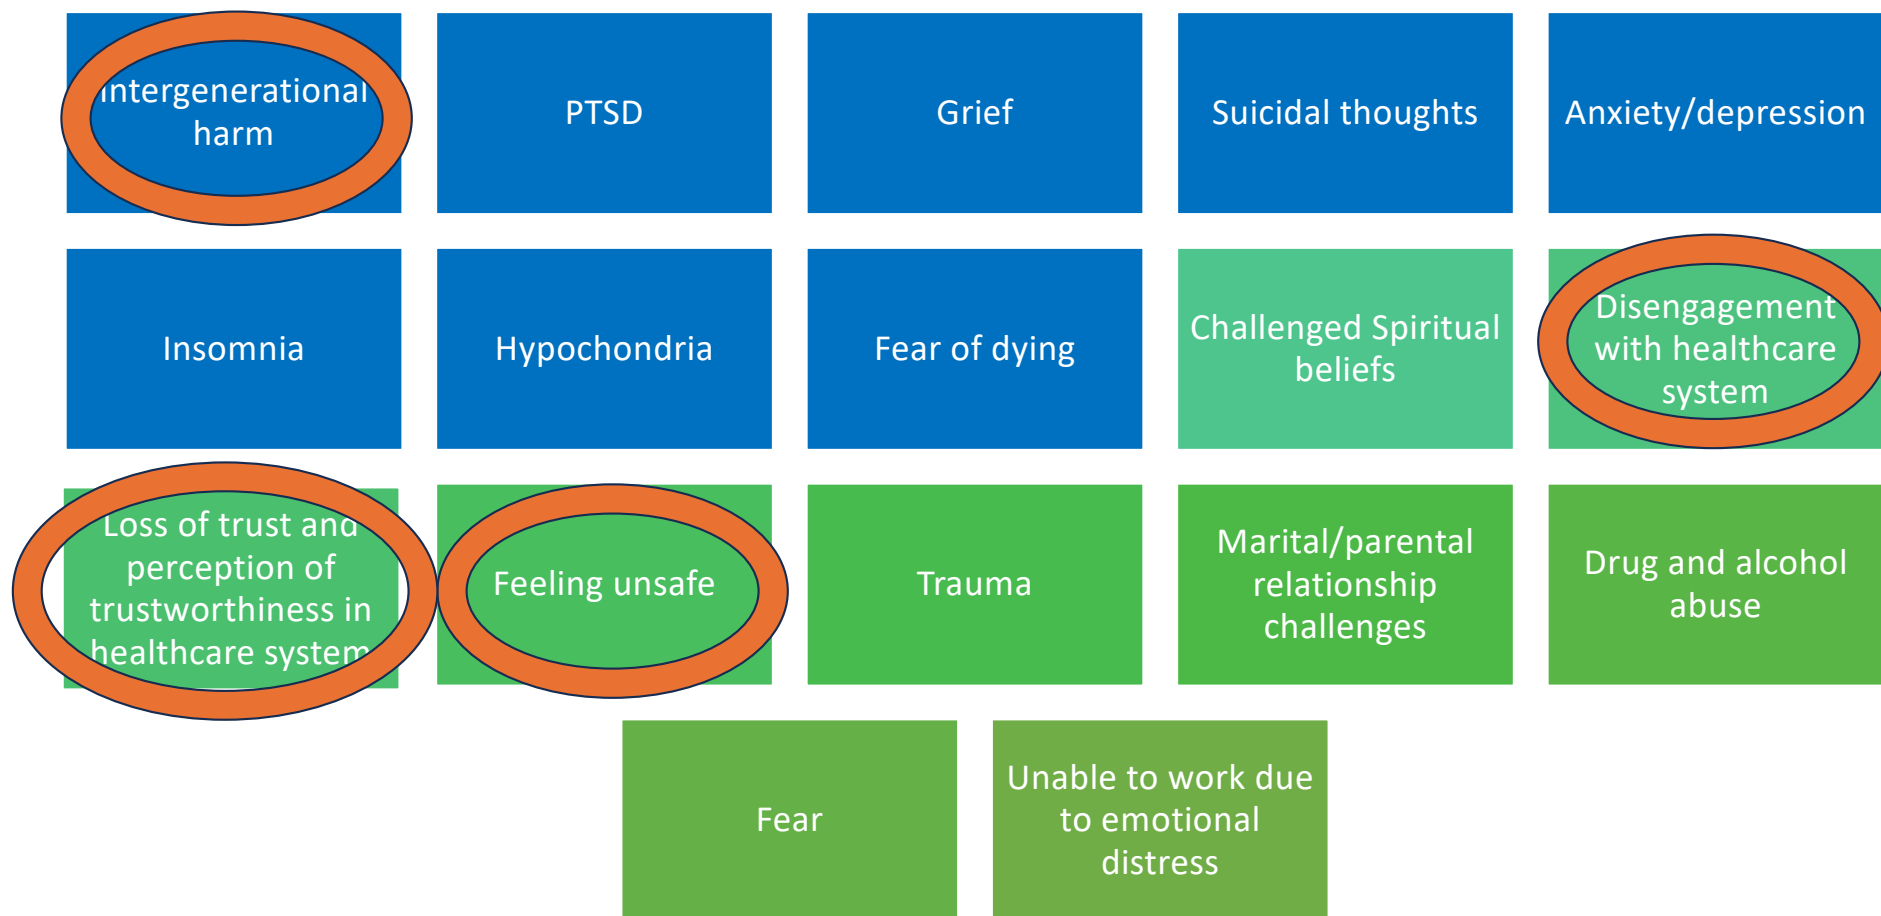 Intergenerational
harm
PTSD
Grief
Suicidal thoughts
Anxiety/depression
Insomnia
Hypochondria
Fear of dying
Challenged Spiritual
beliefs
Disengagement
with healthcare
system
Loss of trust and
perception of
trustworthiness in
healthcare system
Feeling unsafe
Trauma
Marital/parental
relationship
challenges
Drug and alcohol
abuse
Fear
Unable to work due
to emotional
distress